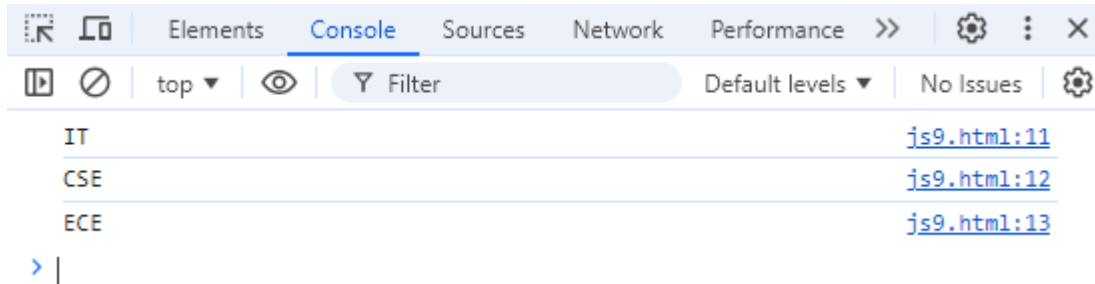 Elements Console Sources Network Performance
top Filter Default levels No Issues
IT js9.html:11
CSE js9.html:12
ECE js9.html:13